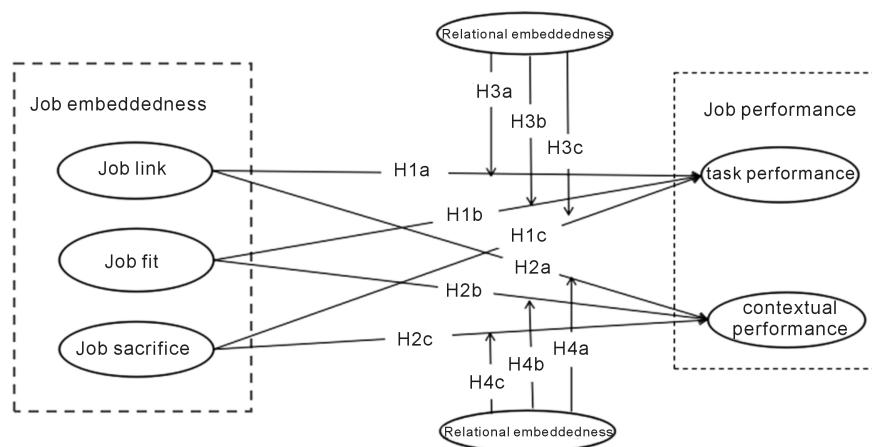 Relational embeddedness
Job embeddedness
Job performance
H3a
H3b
H3c
Job link
H1a
task performance
H1b
H1c
Job fit
H2a
H2b
contextual
performance
Job sacrifice
H2c
H4a
H4b
H4c
Relational embeddedness